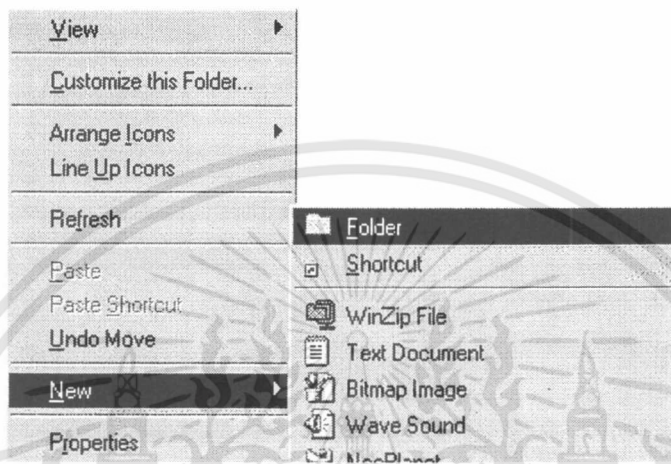 View
Customize this Folder...
Arrange Icons
Line Up Icons
Refresh
Paste
Paste Shortcut
Undo Move
New
Properties
Folder
Shortcut
WinZip File
Text Document
Bitmap Image
Wave Sound
NeoPlanet